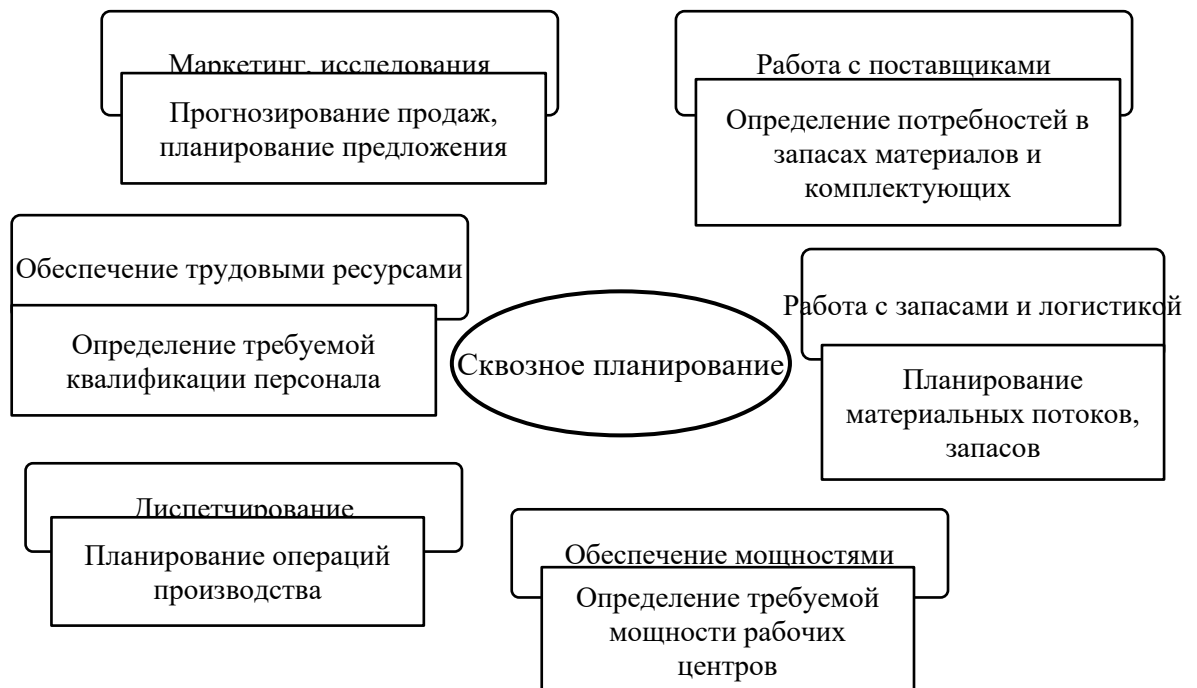 Маркетинг, исследования
Прогнозирование продаж,
планирование предложения
Работа с поставщиками
Определение потребностей в
запасах материалов и
комплектующих
Обеспечение трудовыми ресурсами
Определение требуемой
квалификации персонала
Сквозное планирование
Работа с запасами и логистикой
Планирование
материальных потоков,
запасов
Диспетчирование
Планирование операций
производства
Обеспечение мощностями
Определение требуемой
мощности рабочих
центров